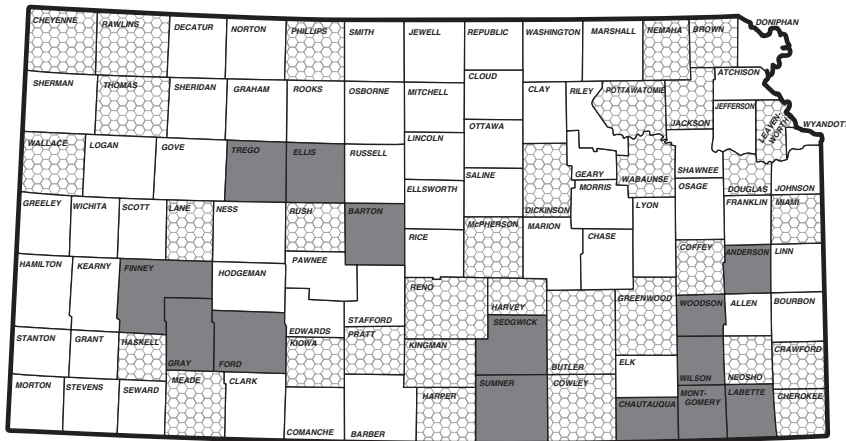 CHEYENNE
RAWLINS
DECATUR
NORTON
PHILLIPS
SMITH
JEWELL
REPUBLIC
WASHINGTON
MARSHALL
NEMAHA
BROWN
DONIPHAN
SHERMAN
THOMAS
SHERIDAN
GRAHAM
ROOKS
OSBORNE
MITCHELL
CLOUD
CLAY
RILEY
POTTAWATOMIE
JACKSON
ATCHISON
JEFFERSON
LEAVEN-
WORTH
WYANDOTT
WALLACE
LOGAN
GOVE
TREGO
ELLIS
RUSSELL
LINCOLN
OTTAWA
SALINE
ELLSWORTH
DICKINSON
GEARY
MORRIS
WABAUNSE
SHAWNEE
OSAGE
DOUGLAS
JOHNSON
GREELEY
WICHITA
SCOTT
LANE
NESS
RUSH
BARTON
RICE
McPHERSON
MARION
CHASE
LYON
COFFEY
FRANKLIN
MIAMI
ANDERSON
LINN
HAMILTON
KEARNY
FINNEY
HODGEMAN
PAWNEE
STAFFORD
EDWARDS
RENO
HARVEY
SEDGWICK
BUTLER
GREENWOOD
WOODSON
ALLEN
BOURBON
STANTON
GRANT
HASKELL
GRAY
FORD
KIOWA
PRATT
KINGMAN
ELK
WILSON
NEOSHO
CRAWFORD
MORTON
STEVENS
SEWARD
MEADE
CLARK
COMANCHE
BARBER
HARPER
SUMNER
COWLEY
CHAUTAUQUA
MONT-
GOMERY
LABETTE
CHEROKEE